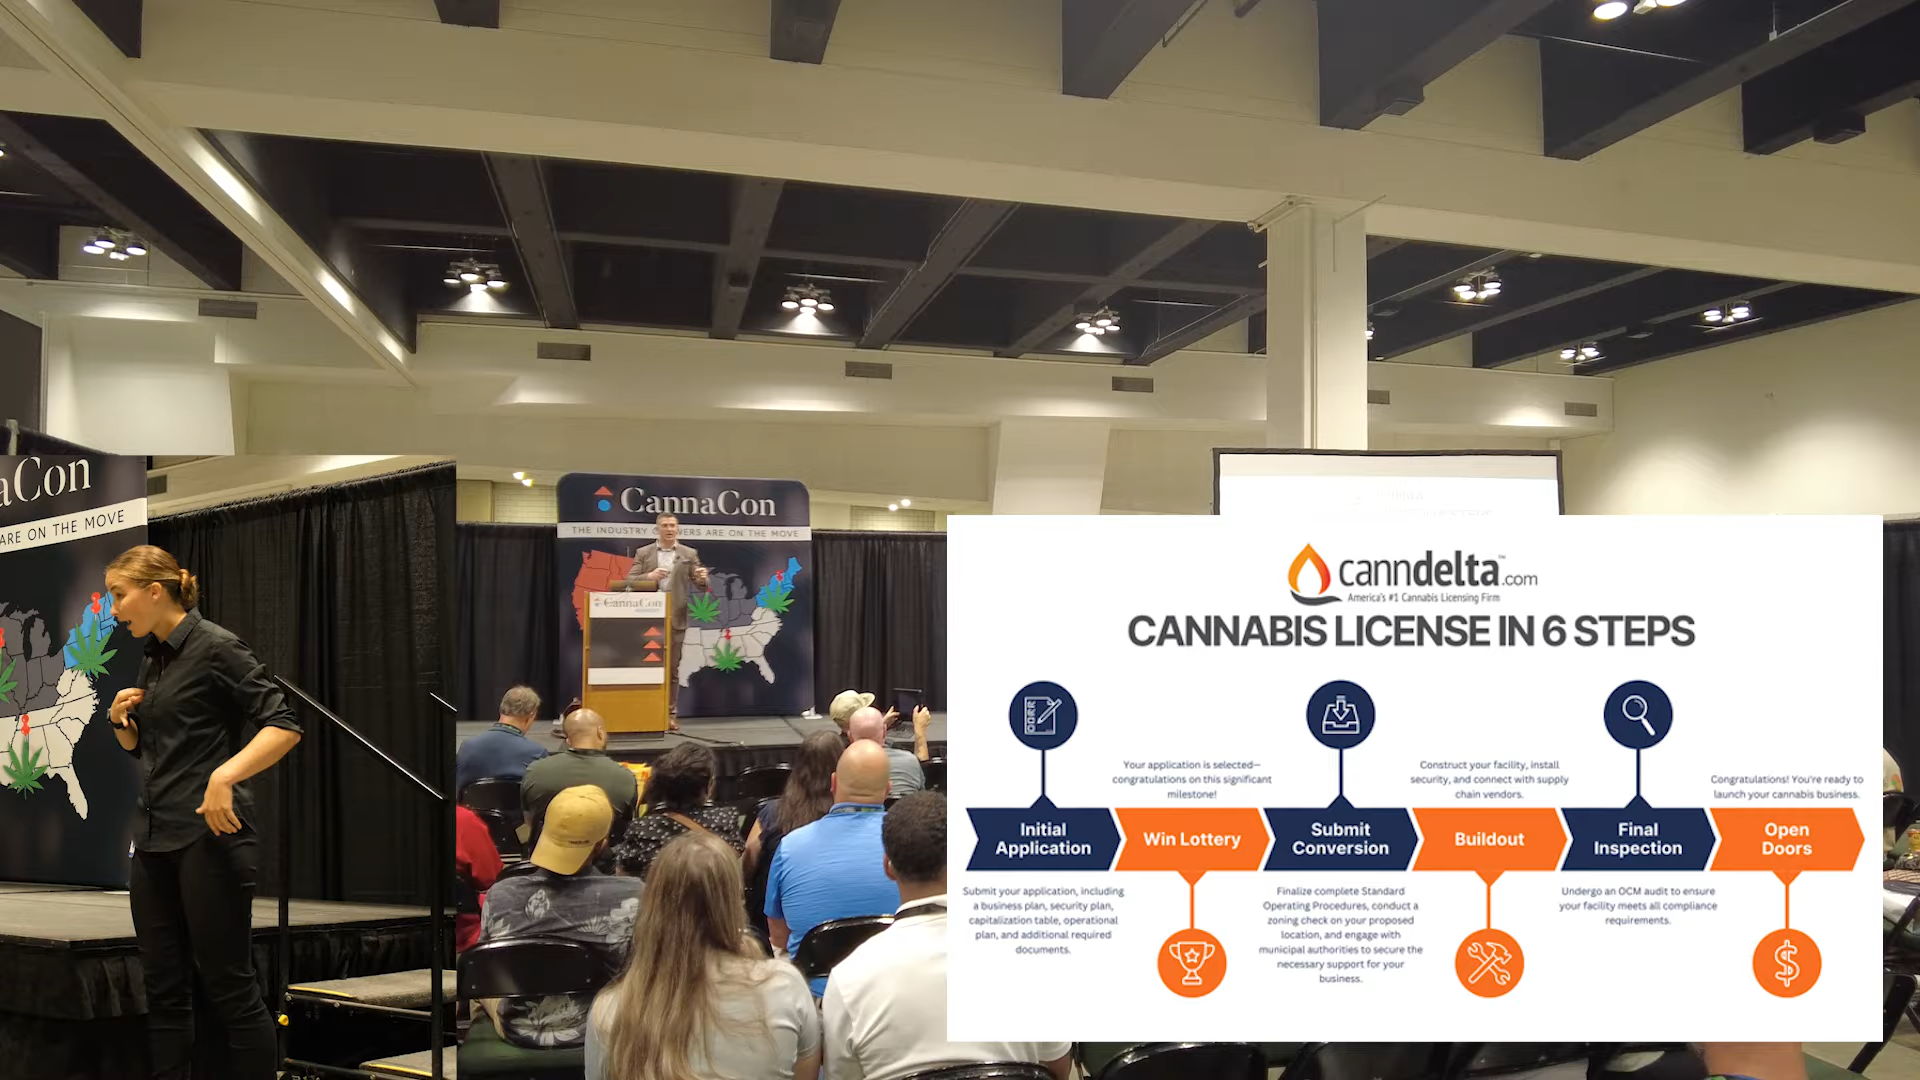 aCon
ARE ON THE MOVE
CannaCon
THE INDUSTRY ARE ON THE MOVE
CannaCon
canndelta.com
America's #1 Cannabis Licensing Firm
CANNABIS LICENSE IN 6 STEPS
Your application is selected—
congratulations on this significant
milestone!
Construct your facility, install
security, and connect with supply
chain vendors.
Congratulations! You're ready to
launch your cannabis business.
Initial
Application
Win Lottery
Submit
Conversion
Buildout
Final
Inspection
Open
Doors
Submit your application, including
a business plan, security plan,
capitalization table, operational
plan, and additional required
documents.
Finalize complete Standard
Operating Procedures, conduct a
zoning check on your proposed
location, and engage with
municipal authorities to secure the
necessary support for your
business.
Undergo an OCM audit to ensure
your facility meets all compliance
requirements.